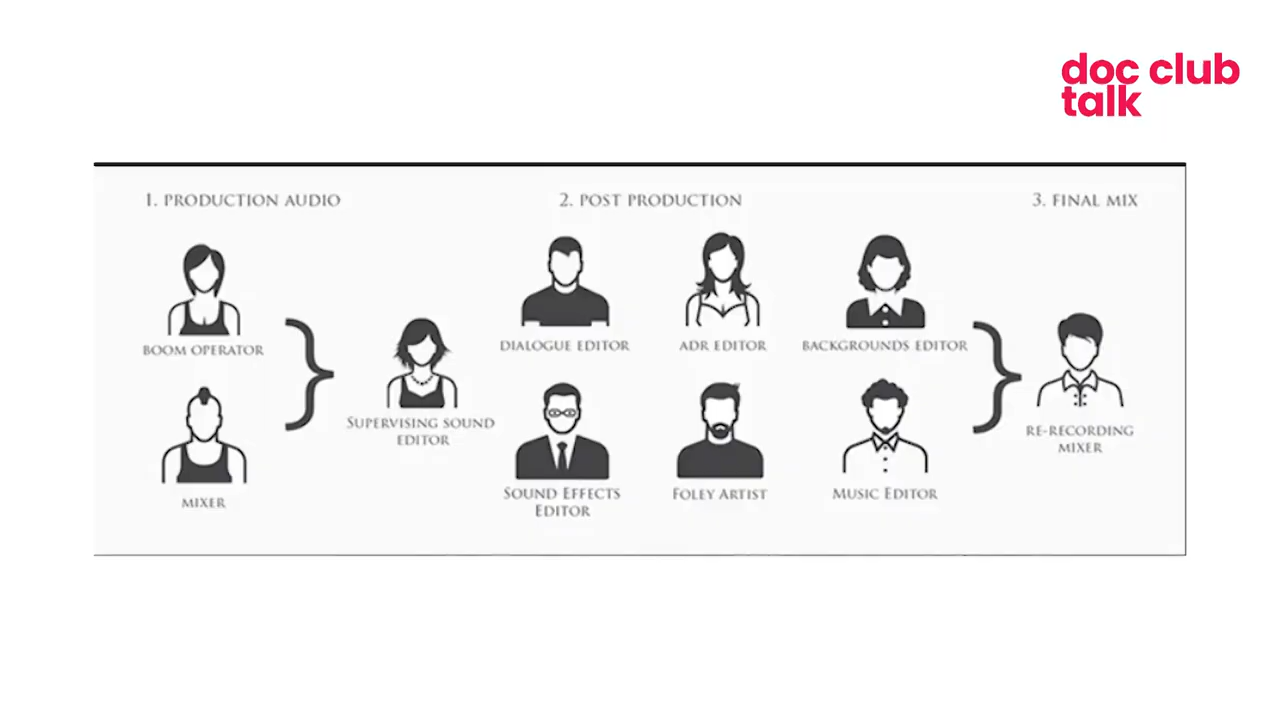 doc club
talk
1. PRODUCTION AUDIO
2. POST PRODUCTION
3. FINAL MIX
BOOM OPERATOR
MIXER
SUPERVISING SOUND
EDITOR
DIALOGUE EDITOR
ADR EDITOR
BACKGROUNDS EDITOR
SOUND EFFECTS
EDITOR
FOLEY ARTIST
MUSIC EDITOR
RE-RECORDING
MIXER